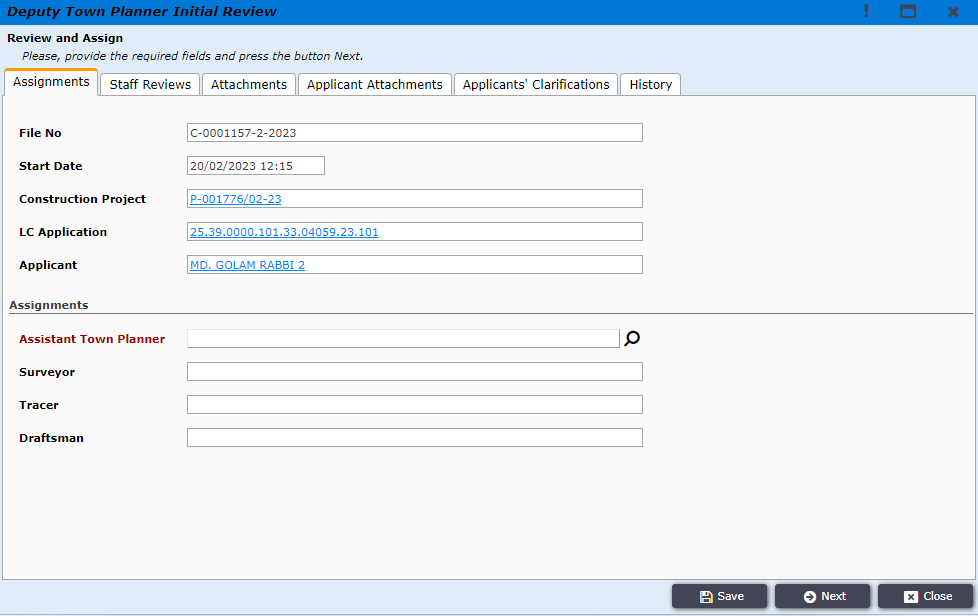 Deputy Town Planner Initial Review
Review and Assign
Please, provide the required fields and press the button Next.
Assignments Staff Reviews Attachments Applicant Attachments Applicants' Clarifications History
File No C-0001157-2-2023
Start Date 20/02/2023 12:15
Construction Project P-001776/02-23
LC Application 25.39.0000.101.33.04059.23.101
Applicant MD. GOLAM RABBI 2
Assignments
Assistant Town Planner
Surveyor
Tracer
Draftsman
Save Next Close